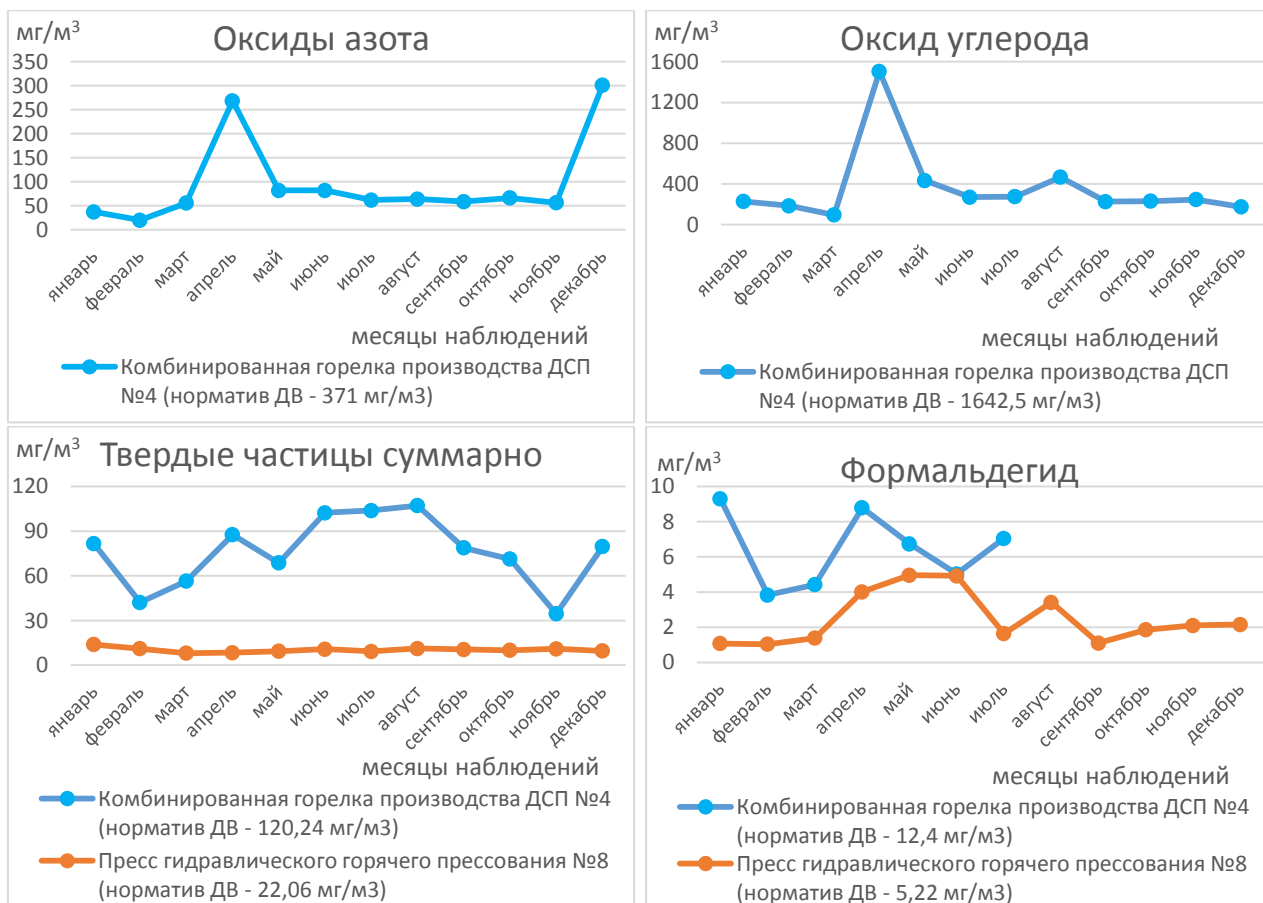 мг/м³
Оксиды азота
350
300
250
200
150
100
50
0
январь
февраль
март
апрель
май
июнь
июль
август
сентябрь
октябрь
ноябрь
декабрь
месяцы наблюдений
Комбинированная горелка производства ДСП
№4 (норматив ДВ - 371 мг/м3)
мг/м³
Оксид углерода
1600
1200
800
400
0
январь
февраль
март
апрель
май
июнь
июль
август
сентябрь
октябрь
ноябрь
декабрь
месяцы наблюдений
Комбинированная горелка производства ДСП
№4 (норматив ДВ - 1642,5 мг/м3)
мг/м³
Твердые частицы суммарно
120
90
60
30
0
январь
февраль
март
апрель
май
июнь
июль
август
сентябрь
октябрь
ноябрь
декабрь
месяцы наблюдений
Комбинированная горелка производства ДСП №4
(норматив ДВ - 120,24 мг/м3)
Пресс гидравлического горячего прессования №8
(норматив ДВ - 22,06 мг/м3)
мг/м³
Формальдегид
10
8
6
4
2
0
январь
февраль
март
апрель
май
июнь
июль
август
сентябрь
октябрь
ноябрь
декабрь
месяцы наблюдений
Комбинированная горелка производства ДСП №4
(норматив ДВ - 12,4 мг/м3)
Пресс гидравлического горячего прессования №8
(норматив ДВ - 5,22 мг/м3)